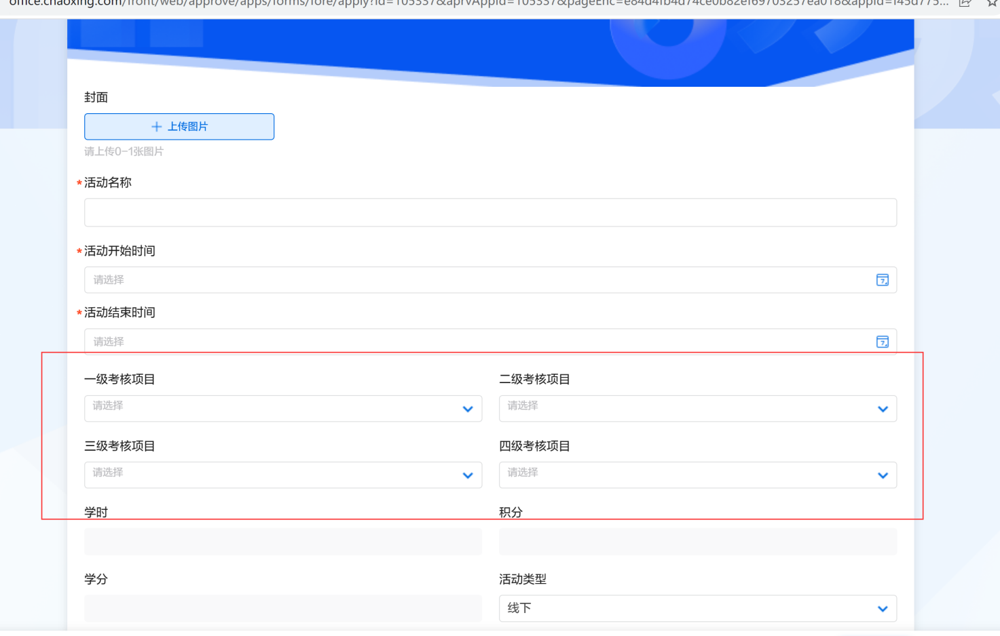 office.chaoxing.com/front/web/approve/apps/forms/fore/apply?id=105337&aprvAppId=105337&pageEnc=e84d4fb4d74ce0b82ef69703257ea018&appId=f45d775...
封面
上传图片
请上传0-1张图片
*活动名称
*活动开始时间
请选择
*活动结束时间
请选择
一级考核项目 二级考核项目
请选择 请选择
三级考核项目 四级考核项目
请选择 请选择
学时 积分
学分 活动类型
线下